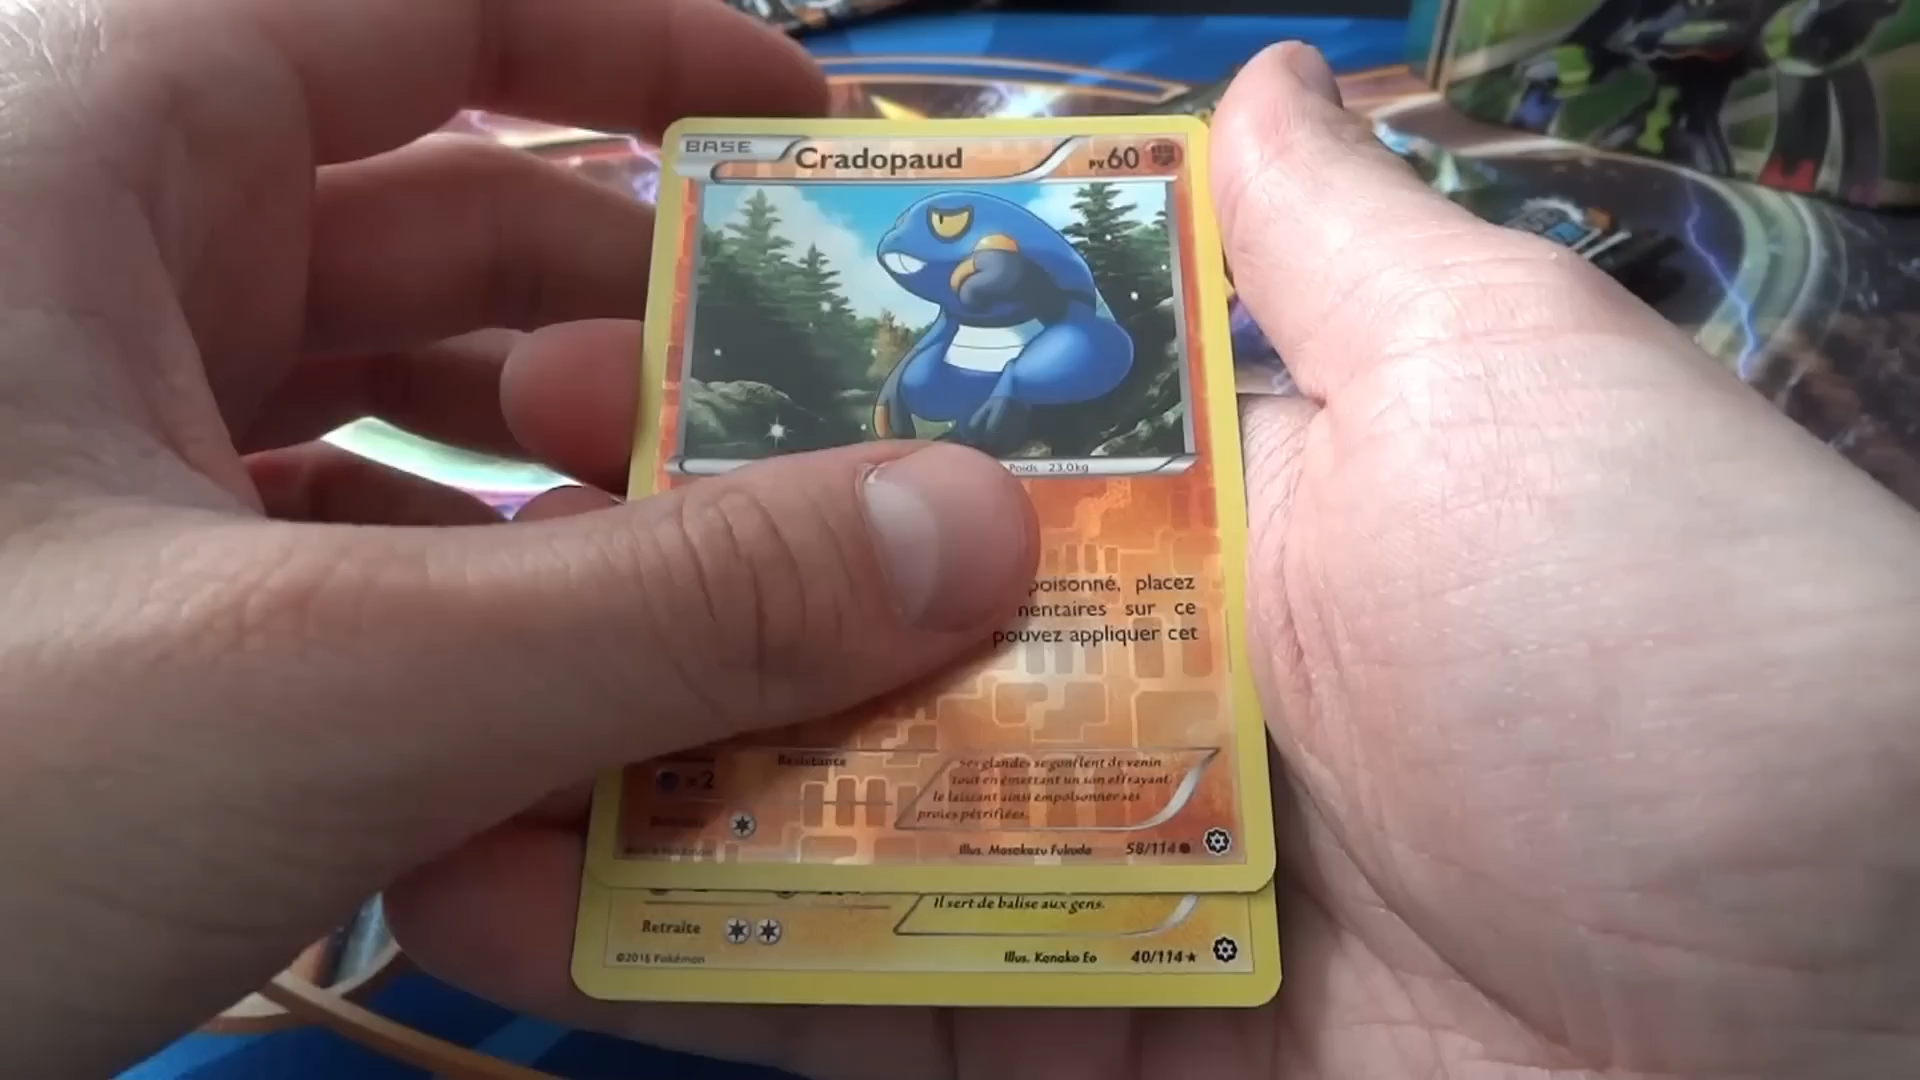 BASE Cradopaud PV60
Poids 23,0kg
poisonné, placez
mentaires sur ce
pouvez appliquer cet
×2 Résistance
Ses glandes se gonflent de venin
tout en émettant un son effrayant,
le laissant ainsi empoisonner ses
proies pétrifiées.
Retraite
Illus. Masakazu Fukuda 58/114
Il sert de balise aux gens.
Retraite
©2016 Pokémon Illus. Kanako Eo 40/114